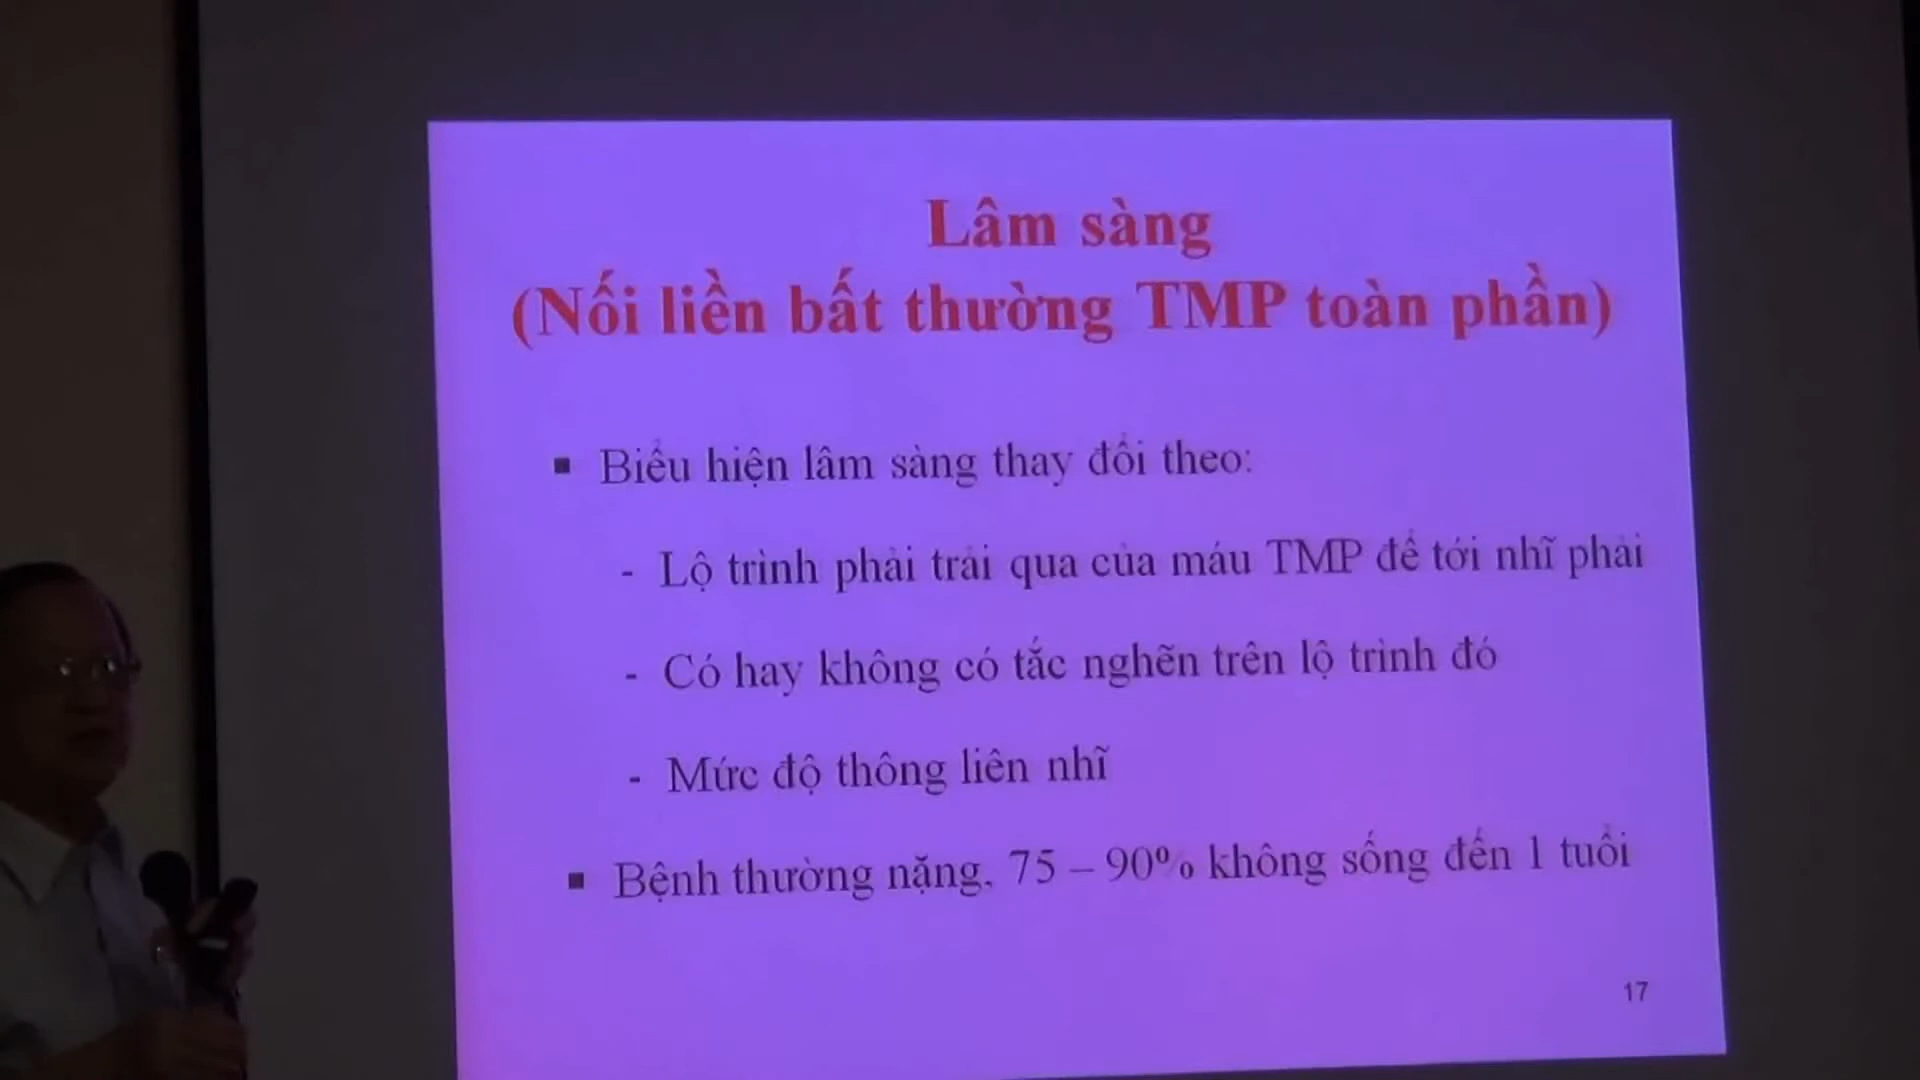 Lâm sàng
(Nối liền bất thường TMP toàn phần)
▪ Biểu hiện lâm sàng thay đổi theo:
- Lộ trình phải trải qua của máu TMP để tới nhĩ phải
- Có hay không có tắc nghẽn trên lộ trình đó
- Mức độ thông liên nhĩ
▪ Bệnh thường nặng, 75 – 90% không sống đến 1 tuổi
17